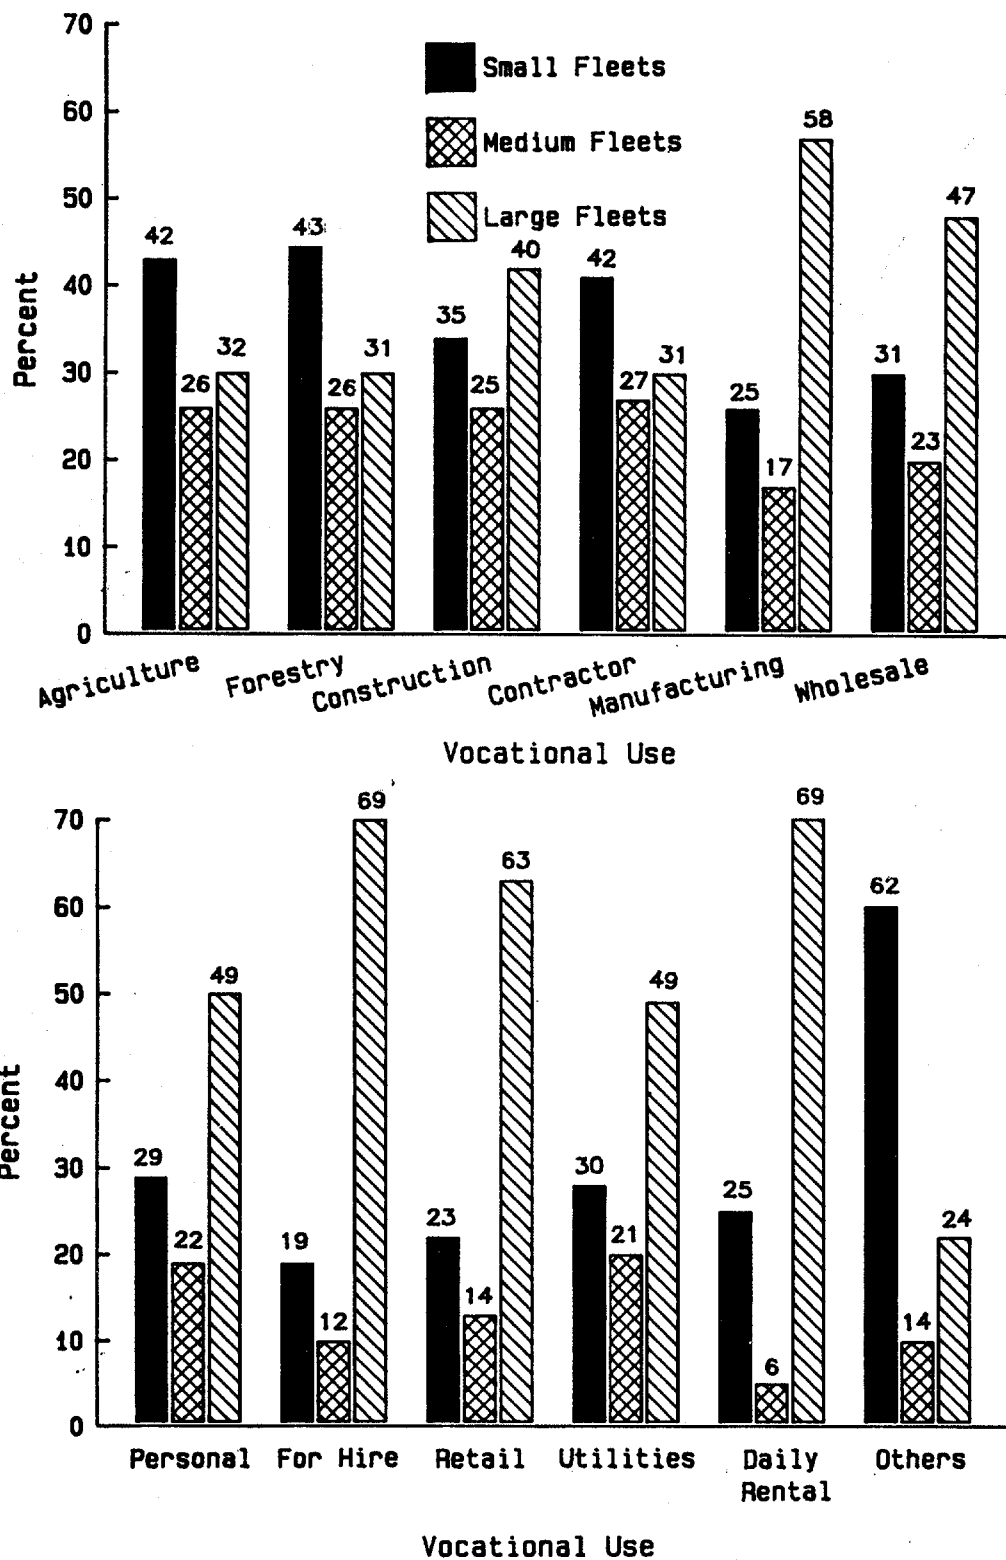 70
60
50
40
30
20
10
0
Percent
Small Fleets
Medium Fleets
Large Fleets
42 26 32
43 26 31
35 25 40
42 27 31
25 17 58
31 23 47
Agriculture
Forestry
Construction
Contractor
Manufacturing
Wholesale
Vocational Use
70
60
50
40
30
20
10
0
Percent
29 22 49
19 12 69
23 14 63
30 21 49
25 6 69
62 14 24
Personal
For Hire
Retail
Utilities
Daily
Rental
Others
Vocational Use